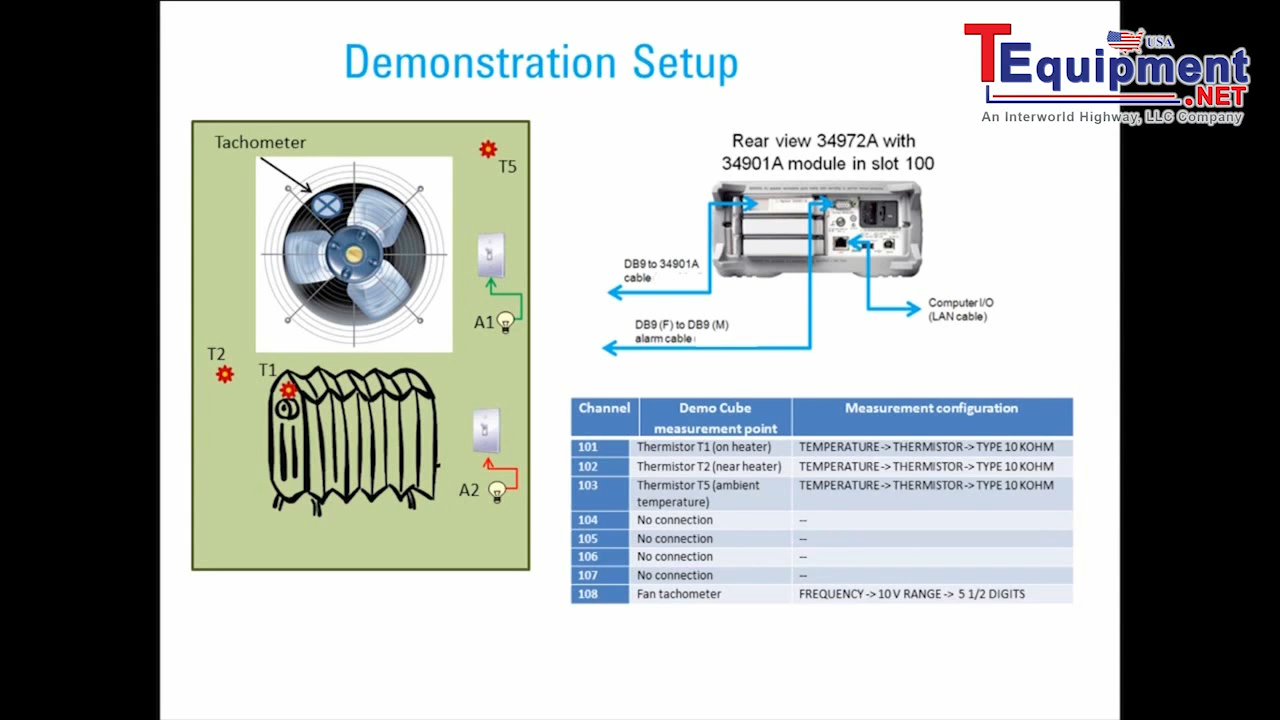 Demonstration Setup
TEquipment
USA
.NET
An Interworld Highway, LLC Company
Tachometer
T5
A1
T2
T1
A2
Rear view 34972A with
34901A module in slot 100
DB9 to 34901A
cable
DB9 (F) to DB9 (M)
alarm cable
Computer I/O
(LAN cable)
Channel Demo Cube measurement point Measurement configuration
101 Thermistor T1 (on heater) TEMPERATURE -> THERMISTOR -> TYPE 10 KOHM
102 Thermistor T2 (near heater) TEMPERATURE -> THERMISTOR -> TYPE 10 KOHM
103 Thermistor T5 (ambient temperature) TEMPERATURE -> THERMISTOR -> TYPE 10 KOHM
104 No connection --
105 No connection --
106 No connection --
107 No connection --
108 Fan tachometer FREQUENCY -> 10 V RANGE -> 5 1/2 DIGITS